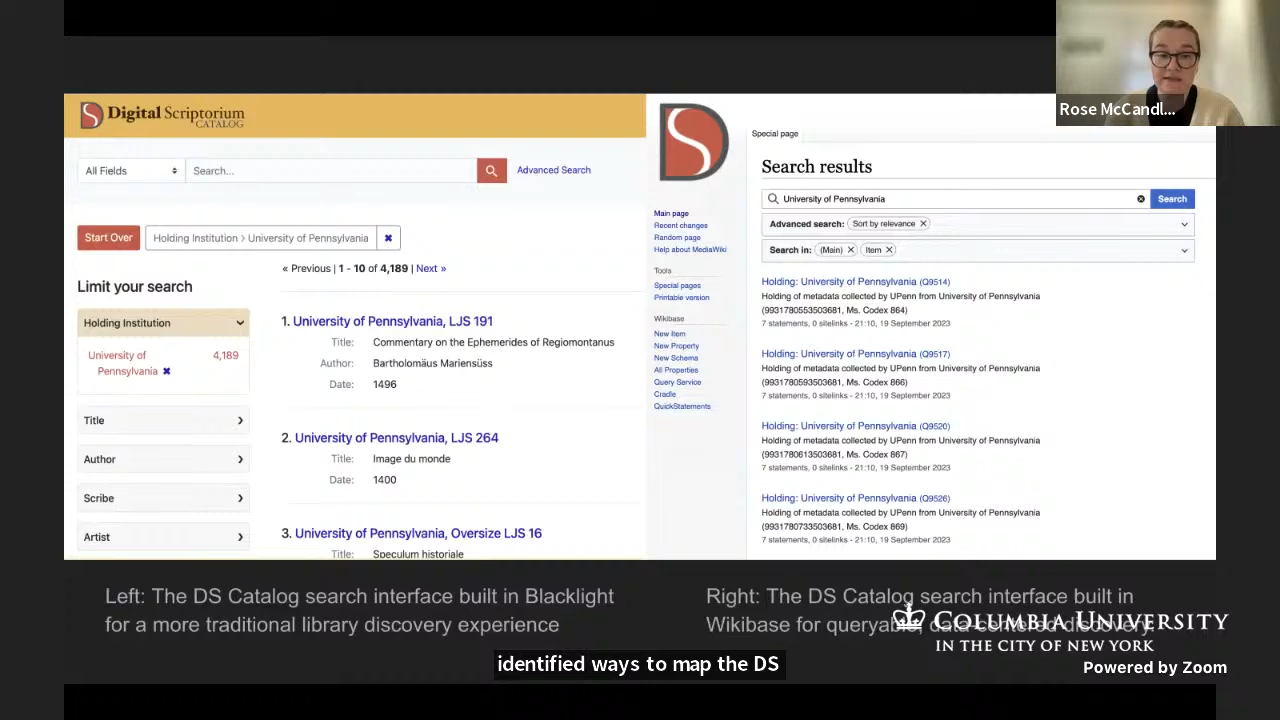 Rose McCandl...
Digital Scriptorium
CATALOG
All Fields
Search...
Advanced Search
Start Over
Holding Institution > University of Pennsylvania ✖
« Previous | 1 - 10 of 4,189 | Next »
Limit your search
Holding Institution
University of Pennsylvania ✖ 4,189
Title
Author
Scribe
Artist
1. University of Pennsylvania, LJS 191
Title: Commentary on the Ephemerides of Regiomontanus
Author: Bartholomäus Mariensüss
Date: 1496
2. University of Pennsylvania, LJS 264
Title: Image du monde
Date: 1400
3. University of Pennsylvania, Oversize LJS 16
Title: Speculum historiale
Main page
Recent changes
Random page
Help about MediaWiki
Tools
Special pages
Printable version
Wikibase
New Item
New Property
New Schema
All Properties
Query Service
Cradle
QuickStatements
Special page
Search results
University of Pennsylvania
Search
Advanced search: Sort by relevance ✕
Search in: (Main) ✕ Item ✕
Holding: University of Pennsylvania (Q9514)
Holding of metadata collected by UPenn from University of Pennsylvania
(9931780553503681, Ms. Codex 864)
7 statements, 0 sitelinks - 21:10, 19 September 2023
Holding: University of Pennsylvania (Q9517)
Holding of metadata collected by UPenn from University of Pennsylvania
(9931780593503681, Ms. Codex 866)
7 statements, 0 sitelinks - 21:10, 19 September 2023
Holding: University of Pennsylvania (Q9520)
Holding of metadata collected by UPenn from University of Pennsylvania
(9931780613503681, Ms. Codex 867)
7 statements, 0 sitelinks - 21:10, 19 September 2023
Holding: University of Pennsylvania (Q9526)
Holding of metadata collected by UPenn from University of Pennsylvania
(9931780733503681, Ms. Codex 869)
7 statements, 0 sitelinks - 21:10, 19 September 2023
Left: The DS Catalog search interface built in Blacklight
for a more traditional library discovery experience
Right: The DS Catalog search interface built in
Wikibase for queryable, data-centered discovery.
COLUMBIA UNIVERSITY
IN THE CITY OF NEW YORK
Powered by Zoom
identified ways to map the DS